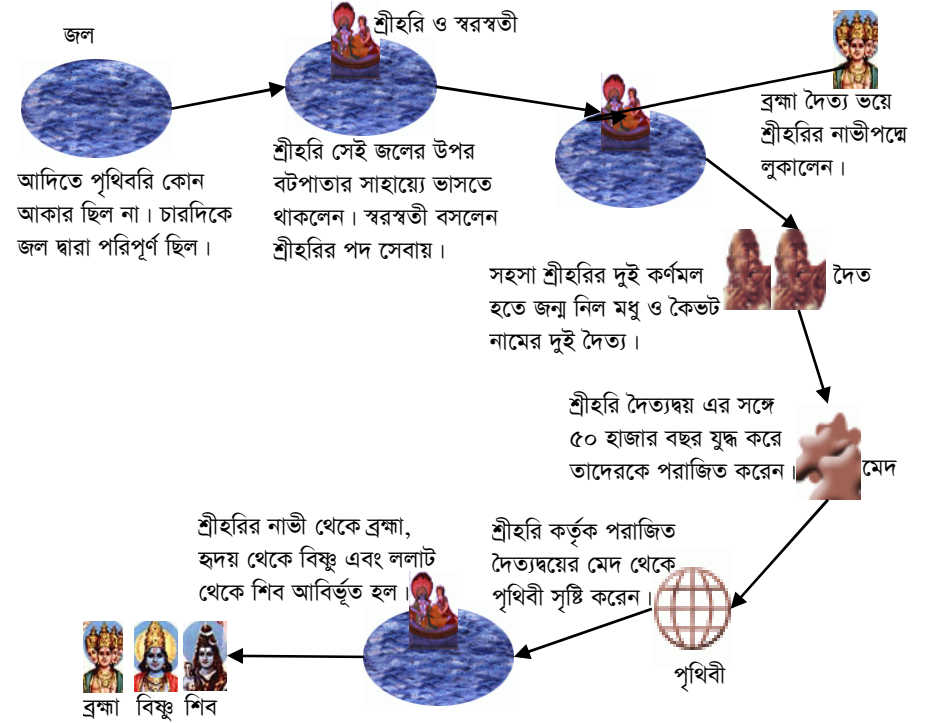 জল
আদিতে পৃথিবরি কোন
আকার ছিল না। চারদিকে
জল দ্বারা পরিপূর্ণ ছিল।
শ্রীহরি ও স্বরস্বতী
শ্রীহরি সেই জলের উপর
বটপাতার সাহায্যে ভাসতে
থাকলেন। স্বরস্বতী বসলেন
শ্রীহরির পদ সেবায়।
ব্রহ্মা দৈত্য ভয়ে
শ্রীহরির নাভীপদ্মে
লুকালেন।
সহসা শ্রীহরির দুই কর্ণমল
হতে জন্ম নিল মধু ও কৈভট
নামের দুই দৈত্য।
দৈত
শ্রীহরি দৈত্যদ্বয় এর সঙ্গে
৫০ হাজার বছর যুদ্ধ করে
তাদেরকে পরাজিত করেন।
মেদ
শ্রীহরি কর্তৃক পরাজিত
দৈত্যদ্বয়ের মেদ থেকে
পৃথিবী সৃষ্টি করেন।
পৃথিবী
শ্রীহরির নাভী থেকে ব্রহ্মা,
হৃদয় থেকে বিষ্ণু এবং ললাট
থেকে শিব আবির্ভূত হল।
ব্রহ্মা বিষ্ণু শিব